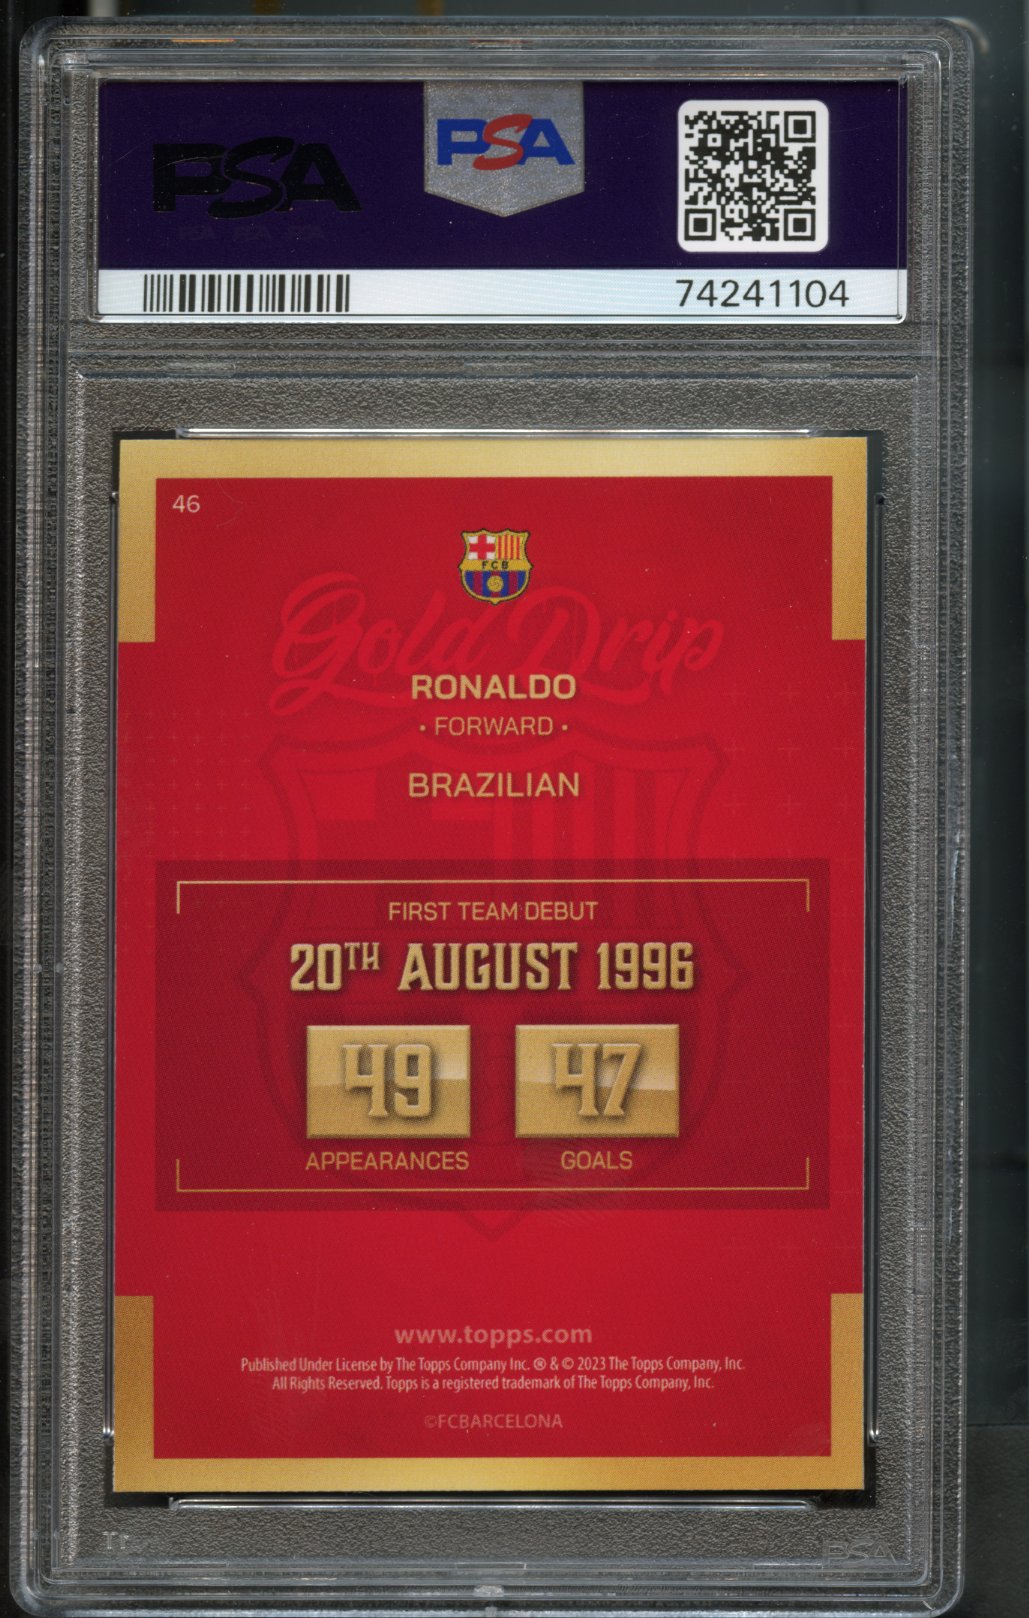 PSA
PSA
74241104
46
FCB
Gold Drip
RONALDO
• FORWARD •
BRAZILIAN
FIRST TEAM DEBUT
20TH AUGUST 1996
49 47
APPEARANCES GOALS
www.topps.com
Published Under License by The Topps Company Inc. ® & © 2023 The Topps Company, Inc.
All Rights Reserved. Topps is a registered trademark of The Topps Company, Inc.
©FCBARCELONA
PSA